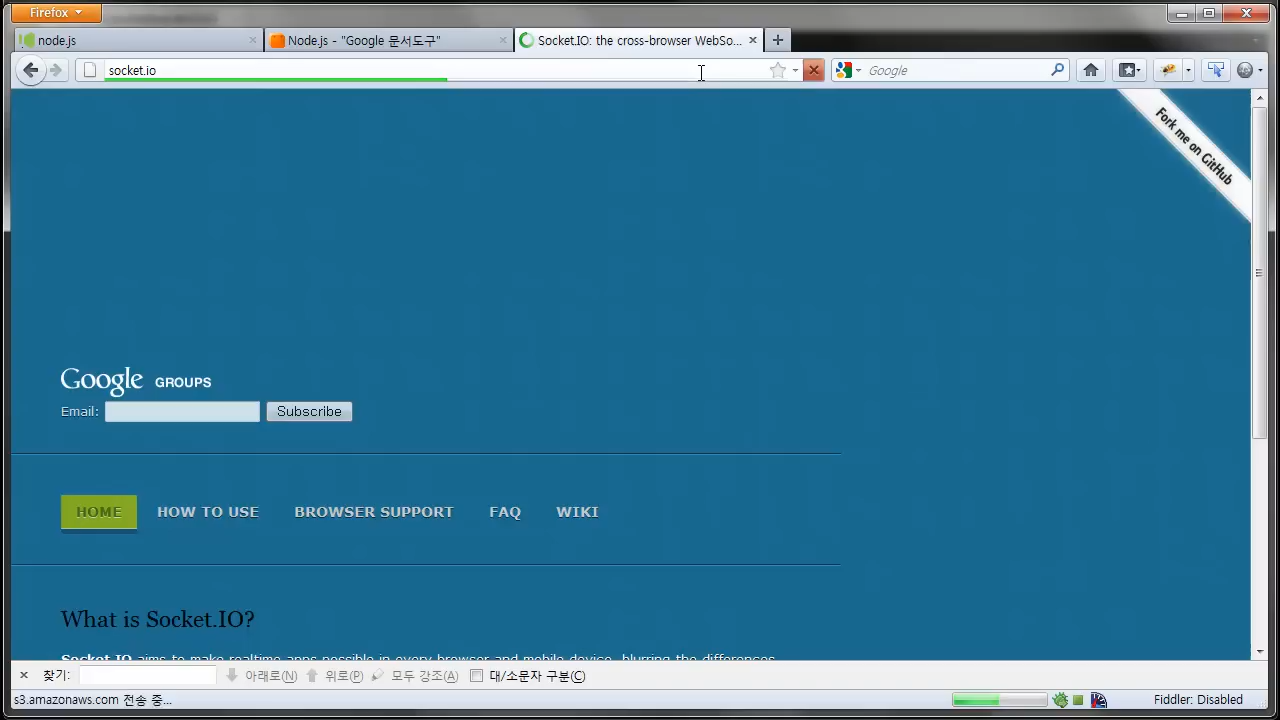 Firefox
node.js
Node.js - "Google 문서도구"
Socket.IO: the cross-browser WebSo...
socket.io
Google
Fork me on GitHub
Google GROUPS
Email:
Subscribe
HOME
HOW TO USE
BROWSER SUPPORT
FAQ
WIKI
What is Socket.IO?
Socket.IO aims to make realtime apps possible in every browser and mobile device, blurring the differences
찾기:
아래로(N)
위로(P)
모두 강조(A)
대/소문자 구분(C)
s3.amazonaws.com 전송 중...
Fiddler: Disabled